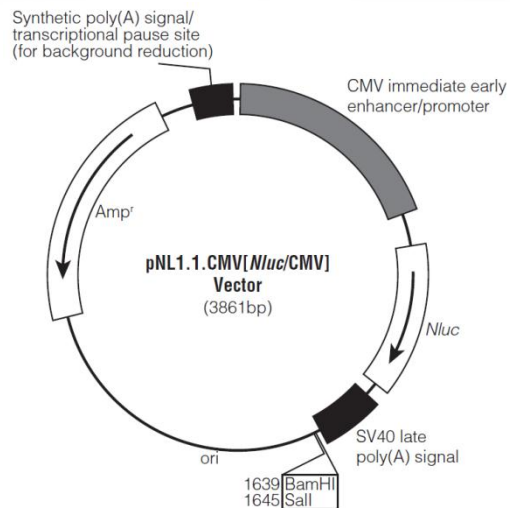 Synthetic poly(A) signal/
transcriptional pause site
(for background reduction)
CMV immediate early
enhancer/promoter
Ampʳ
pNL1.1.CMV[Nluc/CMV]
Vector
(3861bp)
Nluc
SV40 late
poly(A) signal
ori
1639 BamHI
1645 SalI